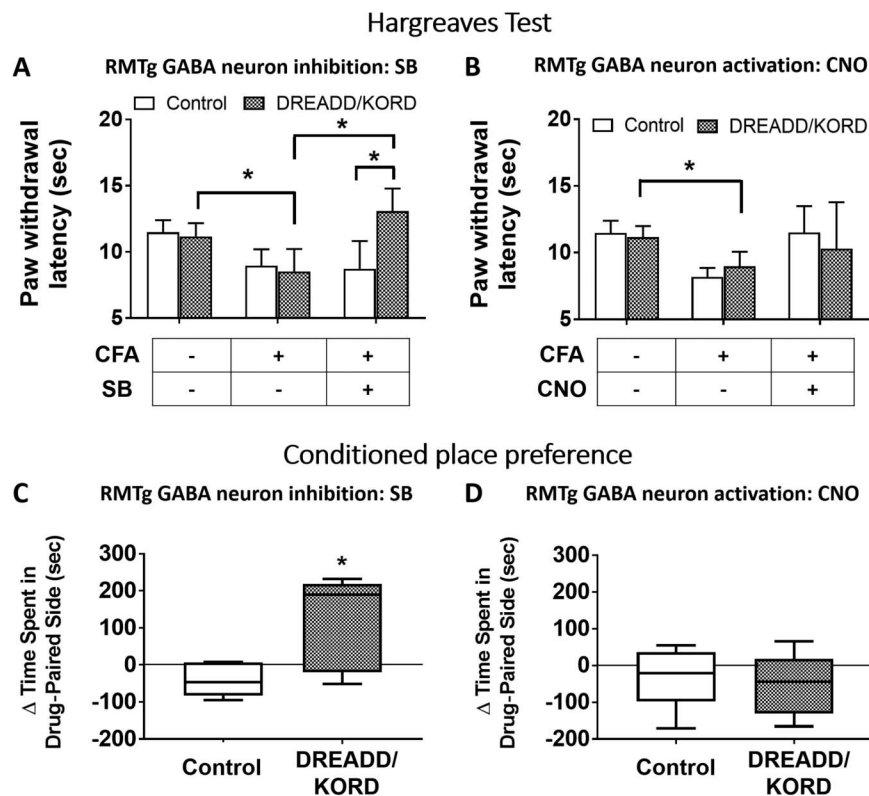 Hargreaves Test
A
RMTg GABA neuron inhibition: SB
Control
DREADD/KORD
Paw withdrawal
latency (sec)
20
15
10
5
*
*
*
CFA - + +
SB - - +
B
RMTg GABA neuron activation: CNO
Control
DREADD/KORD
Paw withdrawal
latency (sec)
20
15
10
5
*
CFA - + +
CNO - - +
Conditioned place preference
C
RMTg GABA neuron inhibition: SB
Δ Time Spent in
Drug-Paired Side (sec)
300
200
100
0
-100
-200
*
Control
DREADD/
KORD
D
RMTg GABA neuron activation: CNO
Δ Time Spent in
Drug-Paired Side (sec)
300
200
100
0
-100
-200
Control
DREADD/
KORD